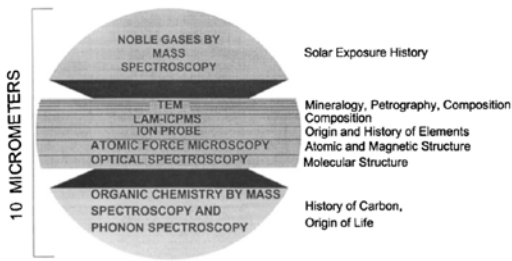 10 MICROMETERS
NOBLE GASES BY
MASS
SPECTROSCOPY
Solar Exposure History
TEM
Mineralogy, Petrography, Composition
LAM-ICPMS
Composition
ION PROBE
Origin and History of Elements
ATOMIC FORCE MICROSCOPY
Atomic and Magnetic Structure
OPTICAL SPECTROSCOPY
Molecular Structure
ORGANIC CHEMISTRY BY MASS
SPECTROSCOPY AND
PHONON SPECTROSCOPY
History of Carbon,
Origin of Life